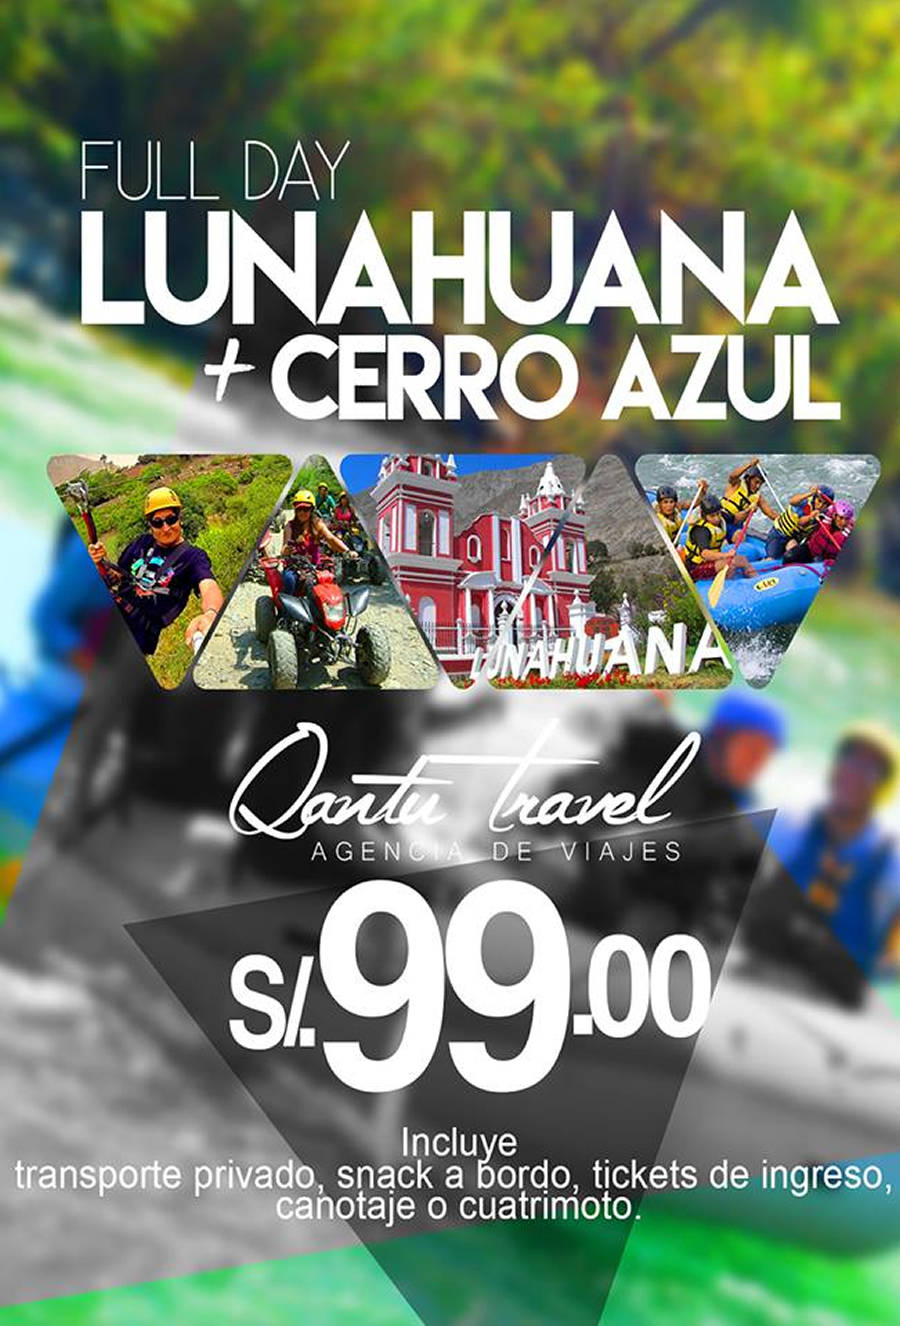 FULL DAY
LUNAHUANA
+ CERRO AZUL
LUNAHUANA
Qantu travel
AGENCIA DE VIAJES
S/.99.00
Incluye
transporte privado, snack a bordo, tickets de ingreso,
canotaje o cuatrimoto.